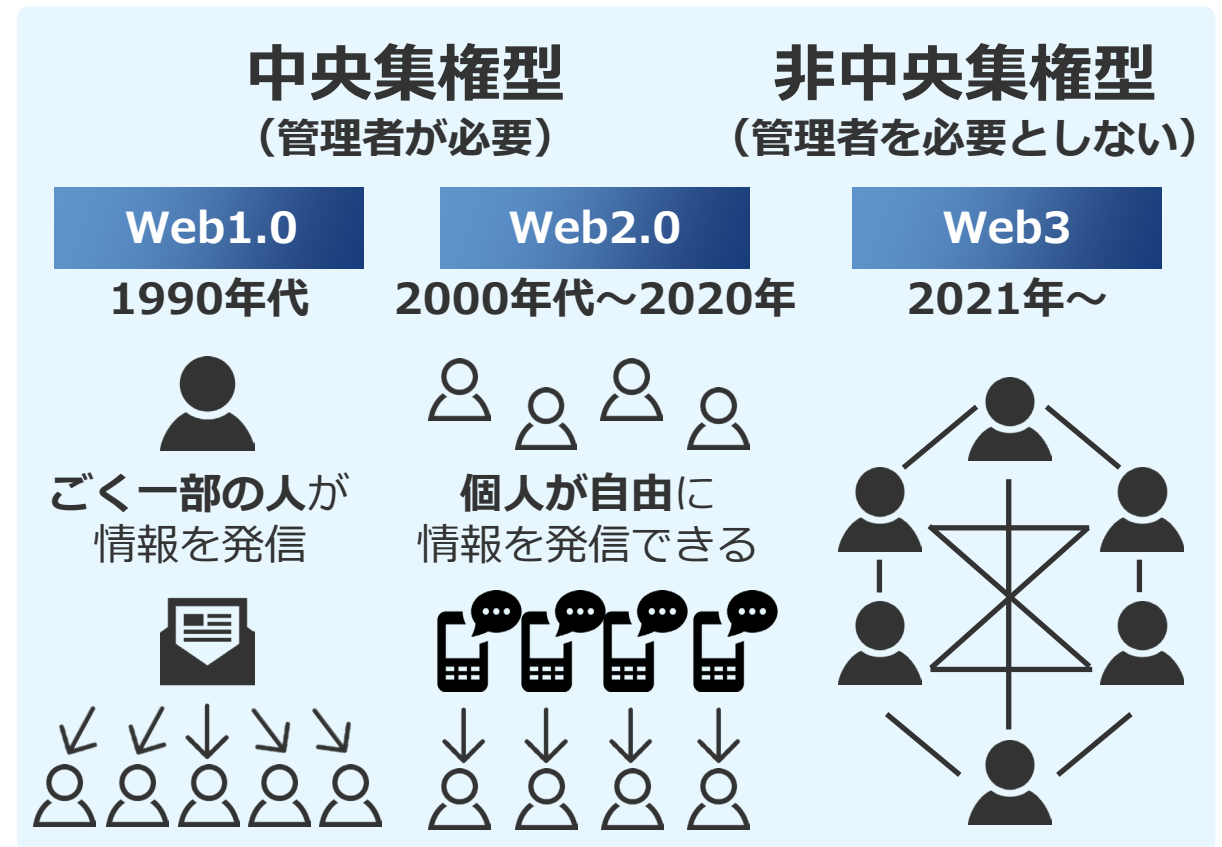 中央集権型
（管理者が必要）
非中央集権型
（管理者を必要としない）
Web1.0
1990年代
ごく一部の人が
情報を発信
Web2.0
2000年代～2020年
個人が自由に
情報を発信できる
Web3
2021年～